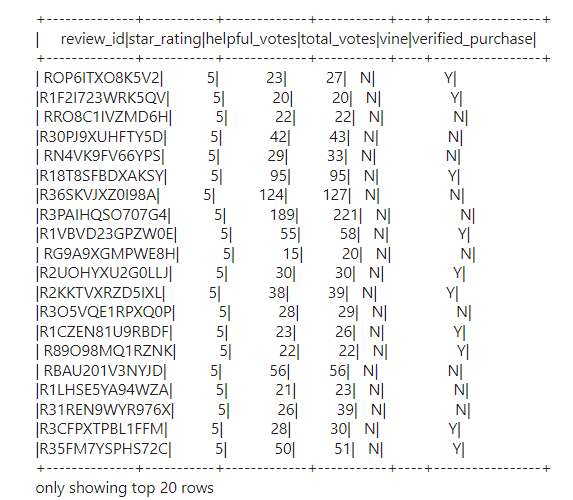 +--------------+-----------+-------------+-----------+----+-----------------+
| review_id|star_rating|helpful_votes|total_votes|vine|verified_purchase|
+--------------+-----------+-------------+-----------+----+-----------------+
| ROP6ITXO8K5V2| 5| 23| 27| N| Y|
|R1F2I723WRK5QV| 5| 20| 20| N| Y|
| RRO8C1IVZMD6H| 5| 22| 22| N| N|
|R30PJ9XUHFTY5D| 5| 42| 43| N| N|
| RN4VK9FV66YPS| 5| 29| 33| N| N|
|R18T8SFBDXAKSY| 5| 95| 95| N| Y|
|R36SKVJXZ0I98A| 5| 124| 127| N| N|
|R3PAIHQSO707G4| 5| 189| 221| N| N|
|R1VBVD23GPZW0E| 5| 55| 58| N| Y|
| RG9A9XGMPWE8H| 5| 15| 20| N| N|
|R2UOHYXU2G0LLJ| 5| 30| 30| N| Y|
|R2KKTVXRZD5IXL| 5| 38| 39| N| Y|
|R3O5VQE1RPXQ0P| 5| 28| 29| N| N|
|R1CZEN81U9RBDF| 5| 23| 26| N| Y|
| R89O98MQ1RZNK| 5| 22| 22| N| Y|
| RBAU201V3NYJD| 5| 56| 56| N| N|
|R1LHSE5YA94WZA| 5| 21| 23| N| N|
|R31REN9WYR976X| 5| 26| 39| N| N|
|R3CFPXTPBL1FFM| 5| 28| 30| N| Y|
|R35FM7YSPHS72C| 5| 50| 51| N| Y|
+--------------+-----------+-------------+-----------+----+-----------------+
only showing top 20 rows